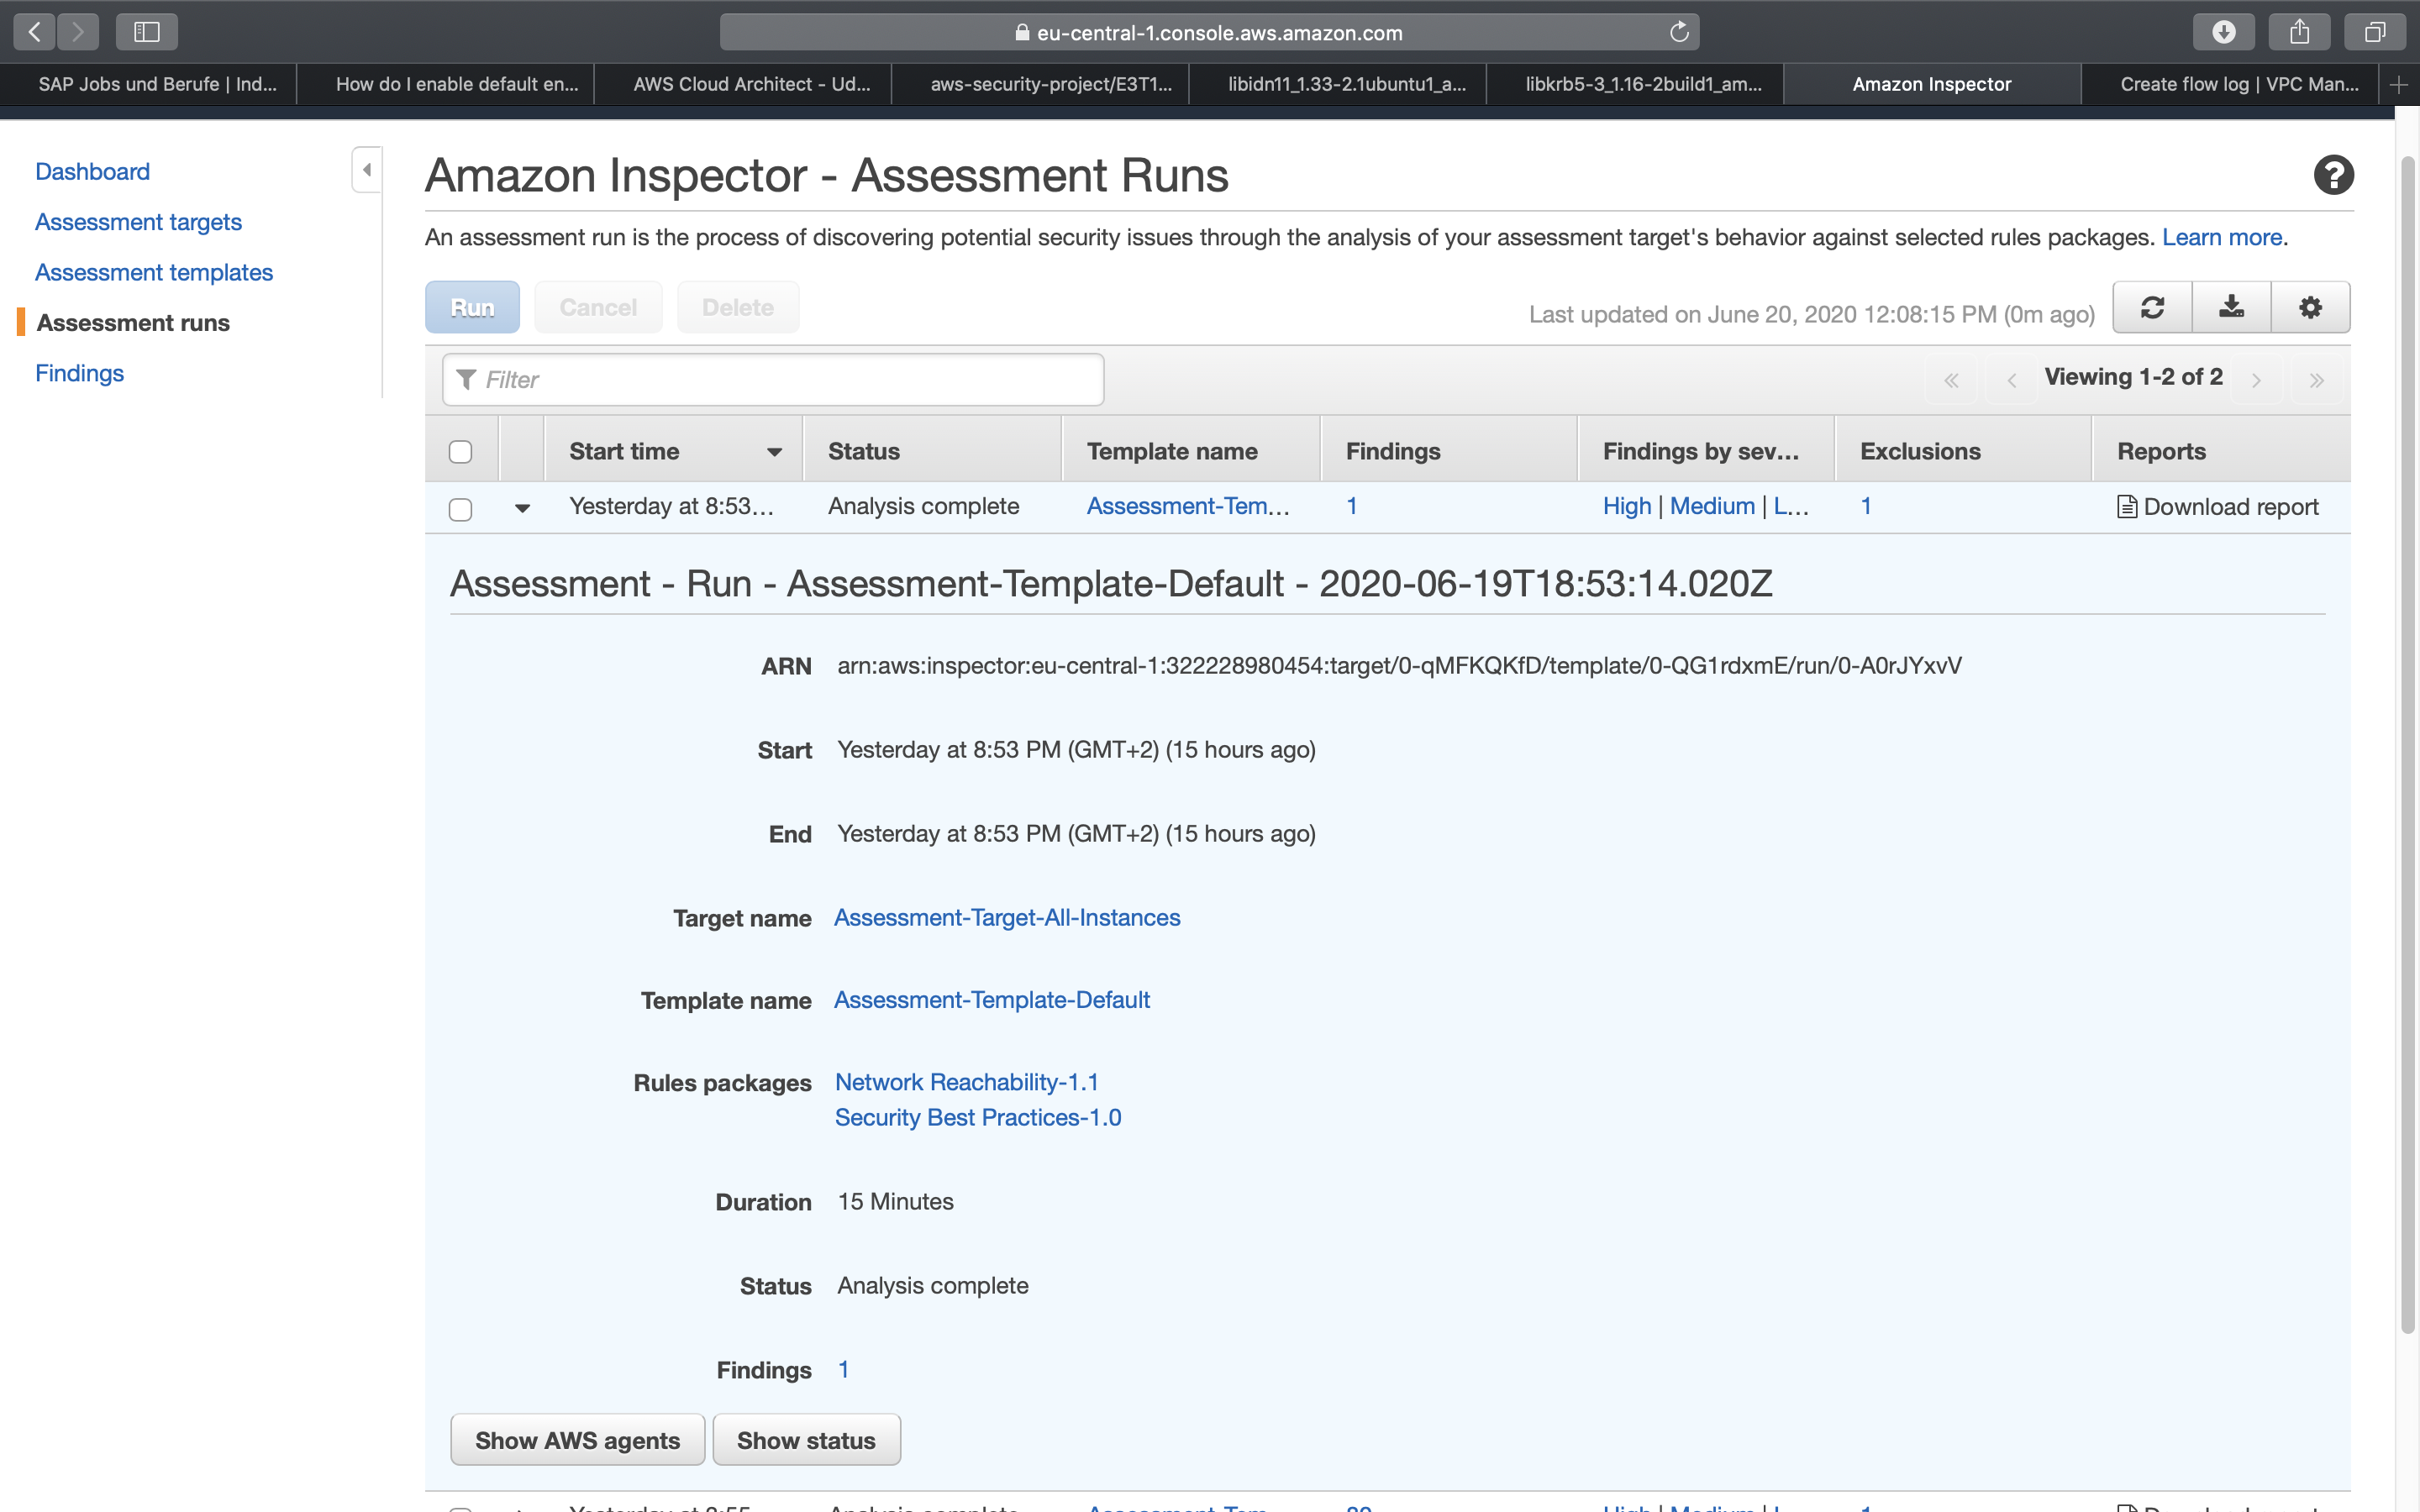 eu-central-1.console.aws.amazon.com
SAP Jobs und Berufe | Ind...
How do I enable default en...
AWS Cloud Architect - Ud...
aws-security-project/E3T1...
libidn11_1.33-2.1ubuntu1_a...
libkrb5-3_1.16-2build1_am...
Amazon Inspector
Create flow log | VPC Man...
Dashboard
Assessment targets
Assessment templates
Assessment runs
Findings
Amazon Inspector - Assessment Runs
An assessment run is the process of discovering potential security issues through the analysis of your assessment target's behavior against selected rules packages. Learn more.
Run Cancel Delete
Last updated on June 20, 2020 12:08:15 PM (0m ago)
Filter
Viewing 1-2 of 2
Start time Status Template name Findings Findings by sev... Exclusions Reports
Yesterday at 8:53... Analysis complete Assessment-Tem... 1 High | Medium | L... 1 Download report
Assessment - Run - Assessment-Template-Default - 2020-06-19T18:53:14.020Z
ARN arn:aws:inspector:eu-central-1:322228980454:target/0-qMFKQKfD/template/0-QG1rdxmE/run/0-A0rJYxvV
Start Yesterday at 8:53 PM (GMT+2) (15 hours ago)
End Yesterday at 8:53 PM (GMT+2) (15 hours ago)
Target name Assessment-Target-All-Instances
Template name Assessment-Template-Default
Rules packages Network Reachability-1.1
Security Best Practices-1.0
Duration 15 Minutes
Status Analysis complete
Findings 1
Show AWS agents Show status